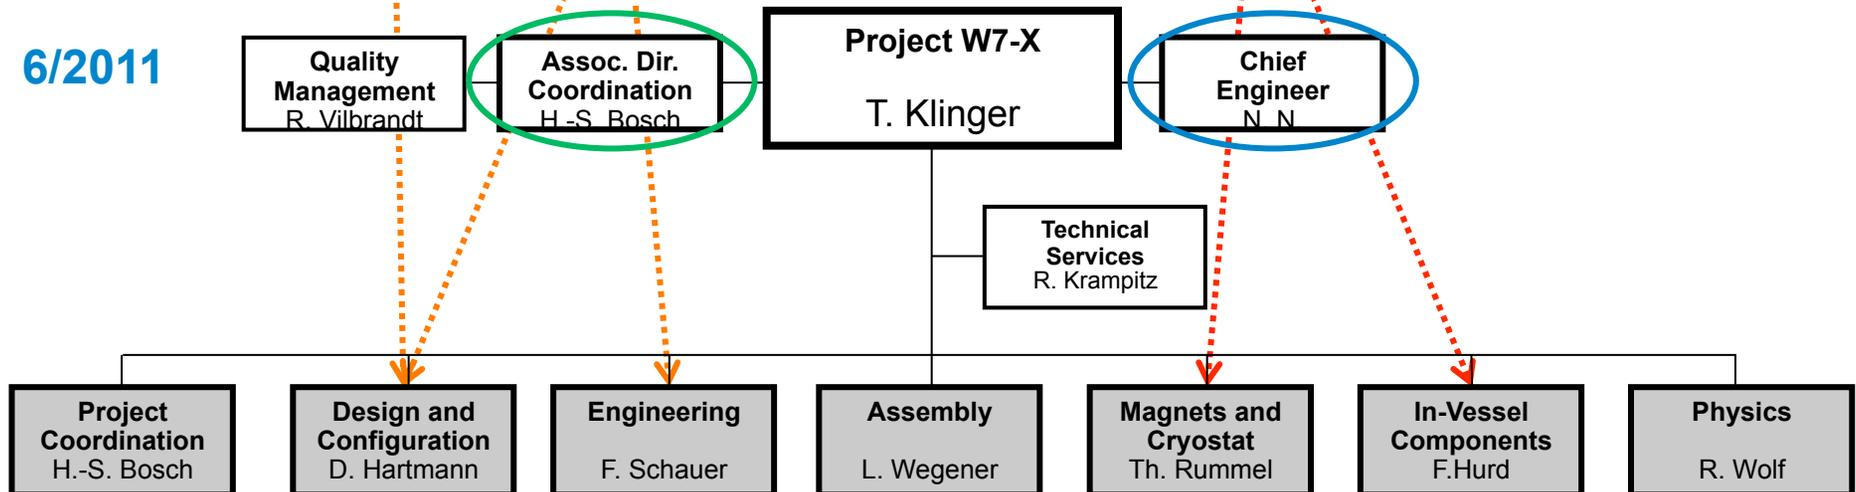 6/2011
Quality
Management
R. Vilbrandt
Assoc. Dir.
Coordination
H.-S. Bosch
Project W7-X
T. Klinger
Chief
Engineer
N. N.
Technical
Services
R. Krampitz
Project
Coordination
H.-S. Bosch
Design and
Configuration
D. Hartmann
Engineering
F. Schauer
Assembly
L. Wegener
Magnets and
Cryostat
Th. Rummel
In-Vessel
Components
F.Hurd
Physics
R. Wolf